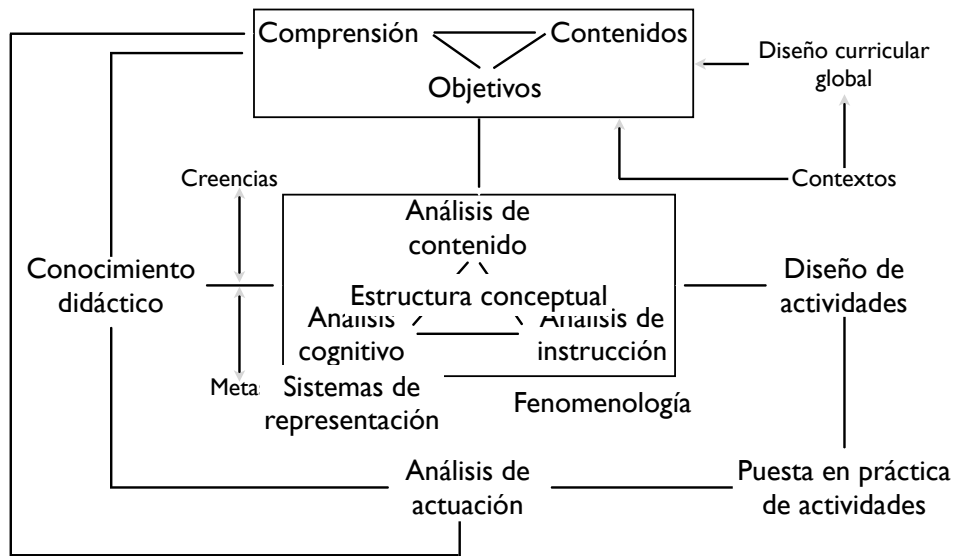 Comprensión
Contenidos
Objetivos
Diseño curricular
global
Contextos
Creencias
Análisis de
contenido
Conocimiento
didáctico
Estructura conceptual
Análisis
cognitivo
Análisis de
instrucción
Diseño de
actividades
Meta
Sistemas de
representación
Fenomenología
Análisis de
actuación
Puesta en práctica
de actividades